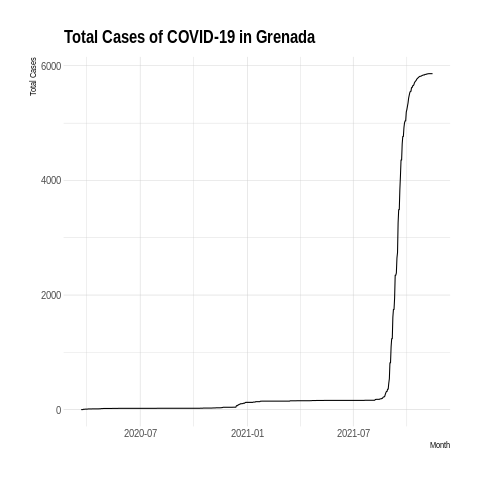 Total Cases of COVID-19 in Grenada
Total Cases
6000
4000
2000
0
2020-07 2021-01 2021-07
Month